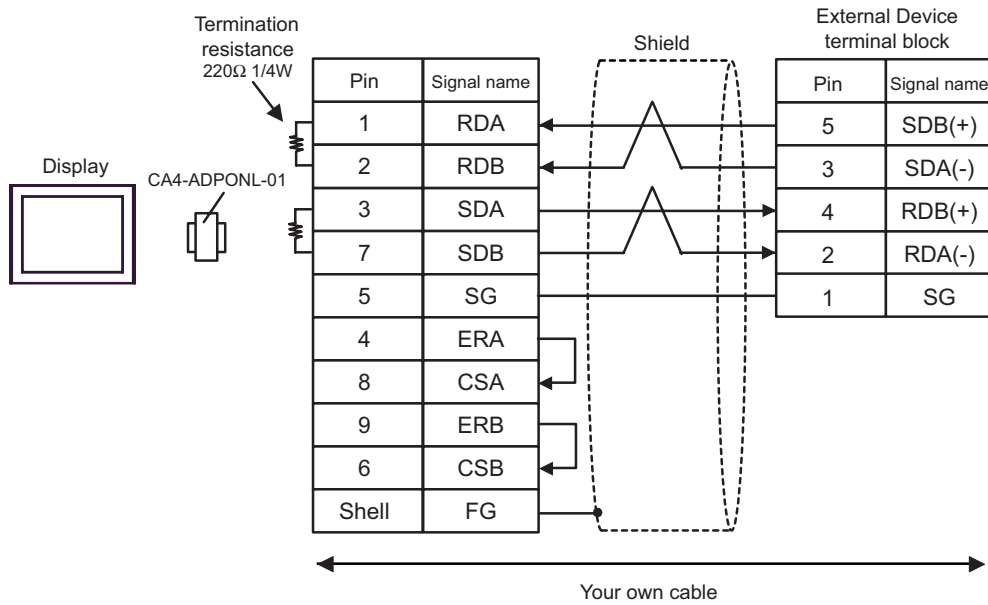 Termination
resistance
220Ω 1/4W
Shield
External Device
terminal block
Display
CA4-ADPONL-01
Pin Signal name
1 RDA
2 RDB
3 SDA
7 SDB
5 SG
4 ERA
8 CSA
9 ERB
6 CSB
Shell FG
Pin Signal name
5 SDB(+)
3 SDA(-)
4 RDB(+)
2 RDA(-)
1 SG
Your own cable